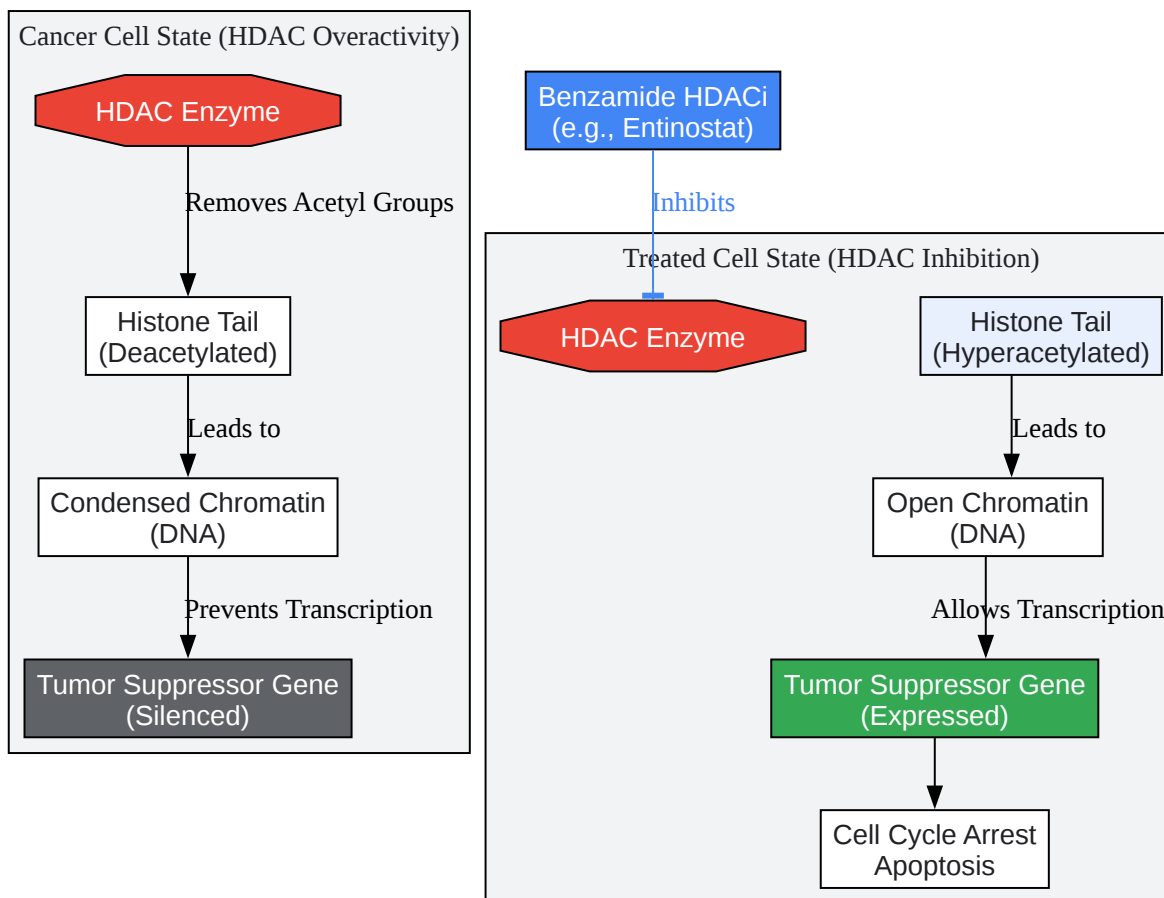 Cancer Cell State (HDAC Overactivity)
HDAC Enzyme
Removes Acetyl Groups
Histone Tail
(Deacetylated)
Leads to
Condensed Chromatin
(DNA)
Prevents Transcription
Tumor Suppressor Gene
(Silenced)
Benzamide HDACi
(e.g., Entinostat)
Inhibits
Treated Cell State (HDAC Inhibition)
HDAC Enzyme
Histone Tail
(Hyperacetylated)
Leads to
Open Chromatin
(DNA)
Allows Transcription
Tumor Suppressor Gene
(Expressed)
Cell Cycle Arrest
Apoptosis